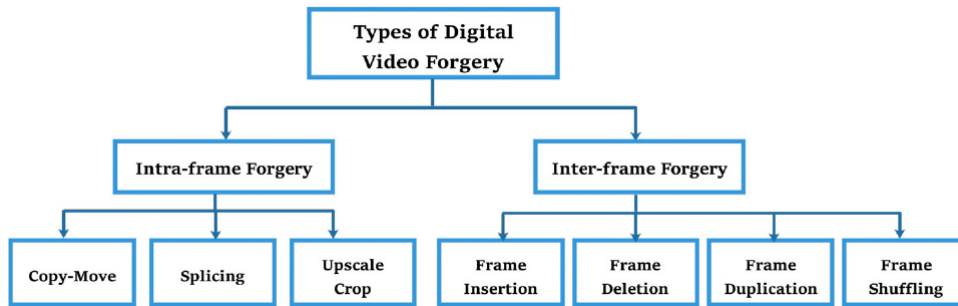 Types of Digital
Video Forgery
Intra-frame Forgery
Inter-frame Forgery
Copy-Move
Splicing
Upscale
Crop
Frame
Insertion
Frame
Deletion
Frame
Duplication
Frame
Shuffling